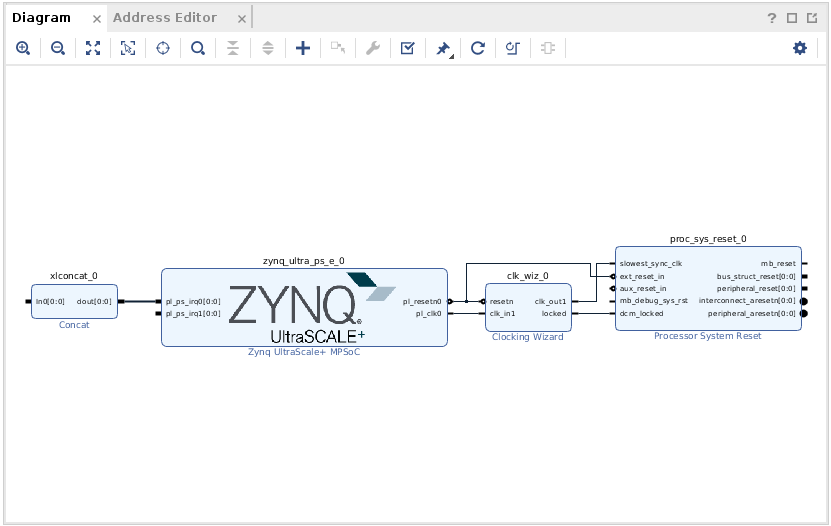 Diagram × Address Editor × ?
proc_sys_reset_0
slowest_sync_clk mb_reset
ext_reset_in bus_struct_reset[0:0]
aux_reset_in peripheral_reset[0:0]
mb_debug_sys_rst interconnect_aresetn[0:0]
dcm_locked peripheral_aresetn[0:0]
Processor System Reset
zynq_ultra_ps_e_0
pl_ps_irq0[0:0] pl_resetn0
pl_ps_irq1[0:0] pl_clk0
ZYNQ®
UltraSCALE+
Zynq UltraScale+ MPSoC
xlconcat_0
In0[0:0] dout[0:0]
Concat
clk_wiz_0
resetn clk_out1
clk_in1 locked
Clocking Wizard